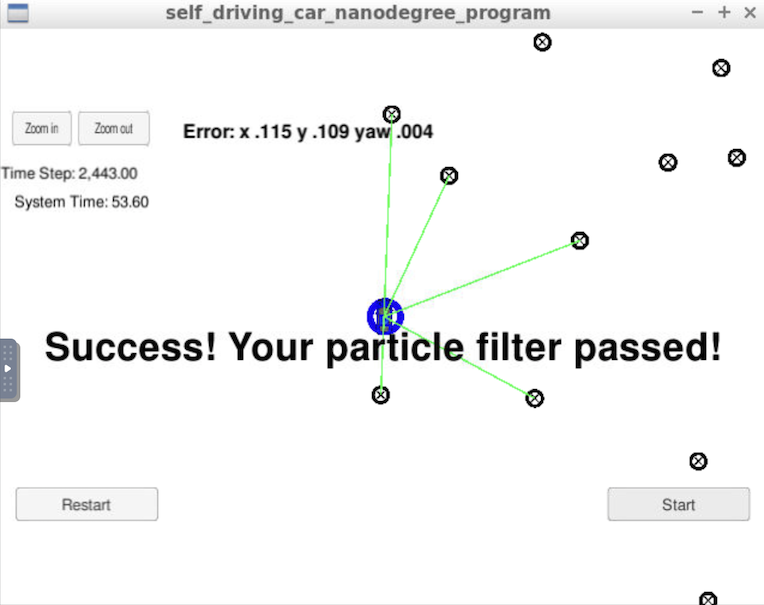 self_driving_car_nanodegree_program
Zoom in Zoom out
Error: x .115 y .109 yaw .004
Time Step: 2,443.00
System Time: 53.60
Success! Your particle filter passed!
Restart Start